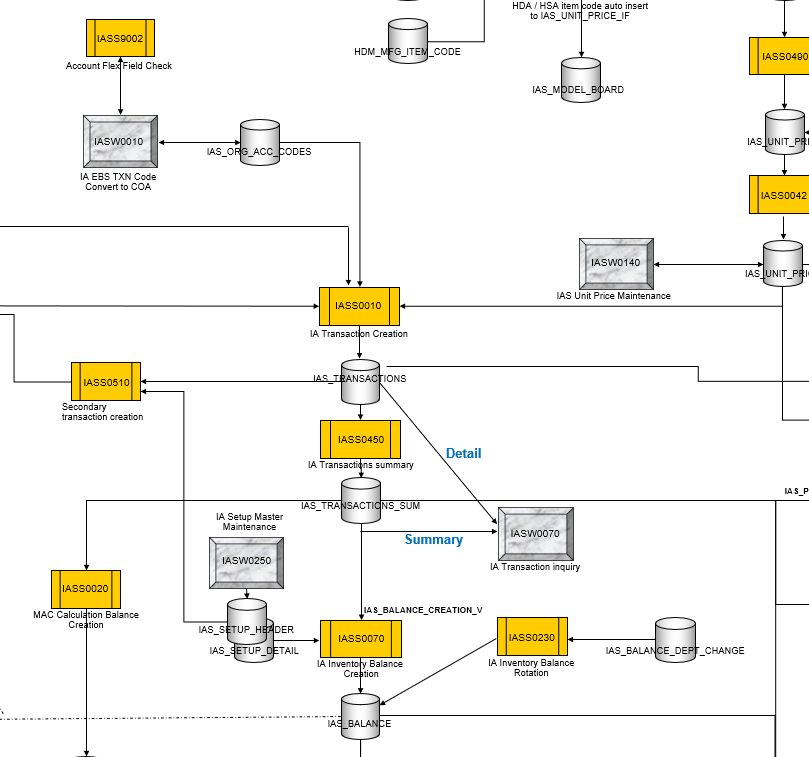 HDA / HSA item code auto insert
to IAS_UNIT_PRICE_IF
IASS9002
Account Flex Field Check
HDM_MFG_ITEM_CODE
IASS0490
IAS_MODEL_BOARD
IASW0010
IAS_ORG_ACC_CODES
IAS_UNIT_PRI
IA EBS TXN Code
Convert to COA
IASS0042
IASW0140
IAS_UNIT_PRI
IAS Unit Price Maintenance
IASS0010
IA Transaction Creation
IAS_TRANSACTIONS
IASS0510
Secondary
transaction creation
IASS0450
Detail
IA Transactions summary
IAS_P
IAS_TRANSACTIONS_SUM
IA Setup Master
Maintenance
IASW0070
Summary
IA Transaction inquiry
IASW0250
IASS0020
MAC Calculation Balance
Creation
IAS_BALANCE_CREATION_V
IAS_SETUP_HEADER
IAS_SETUP_DETAIL
IASS0070
IA Inventory Balance
Creation
IASS0230
IA Inventory Balance
Rotation
IAS_BALANCE_DEPT_CHANGE
IAS_BALANCE